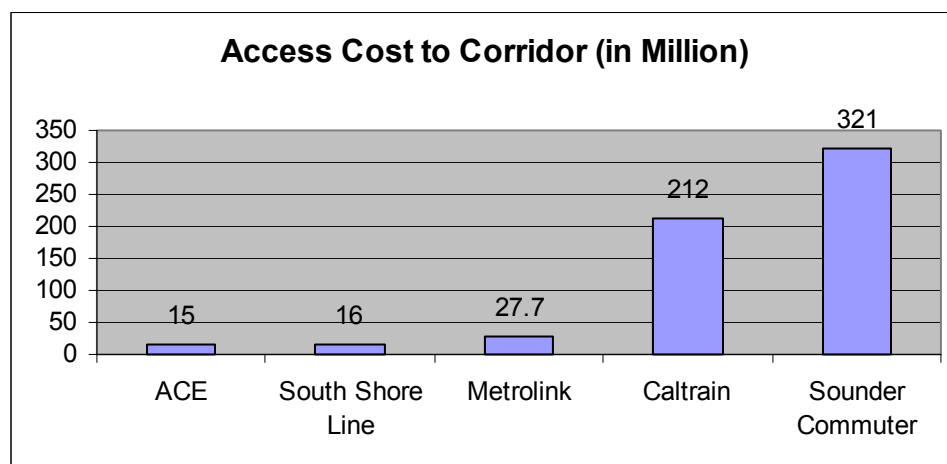 Access Cost to Corridor (in Million)
350
300
250
200
150
100
50
0
15
16
27.7
212
321
ACE
South Shore
Line
Metrolink
Caltrain
Sounder
Commuter